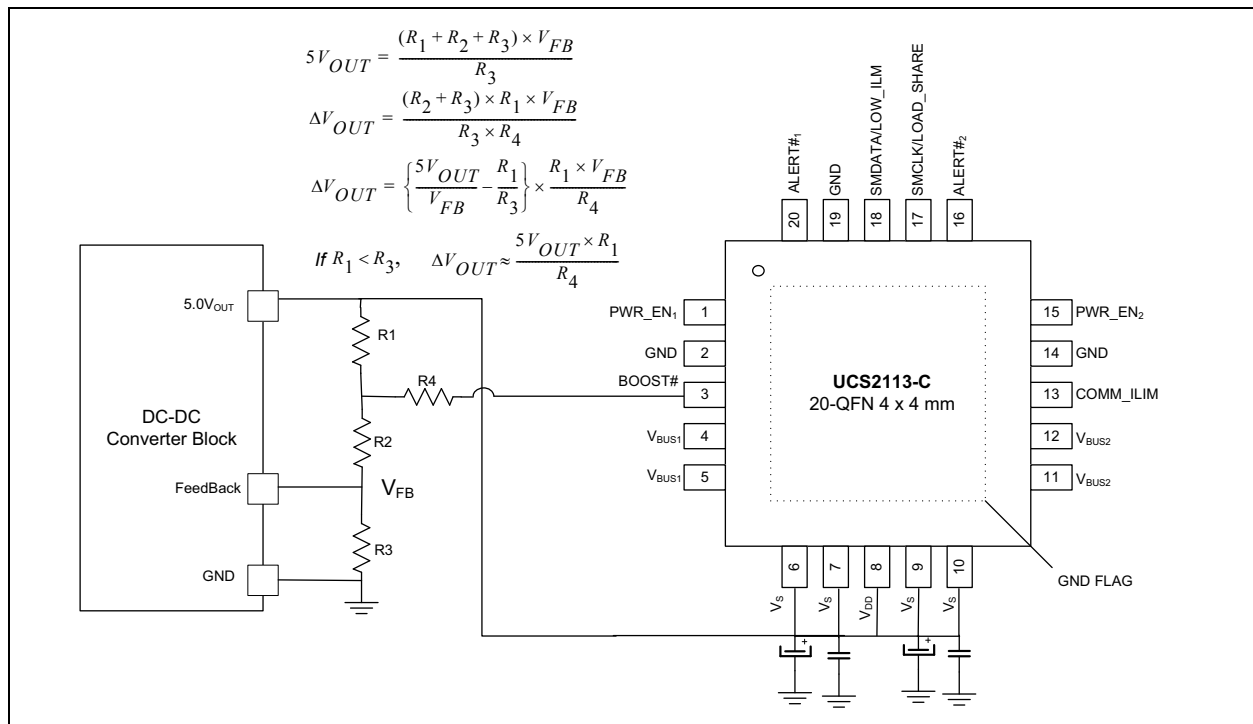 5V_OUT = (R_1 + R_2 + R_3) × V_FB / R_3
ΔV_OUT = (R_2 + R_3) × R_1 × V_FB / R_3 × R_4
ΔV_OUT = {5V_OUT / V_FB - R_1 / R_3} × R_1 × V_FB / R_4
If R_1 < R_3, ΔV_OUT ≈ 5V_OUT × R_1 / R_4
DC-DC
Converter Block
5.0V_OUT
FeedBack
GND
R1
R4
R2
V_FB
R3
ALERT#_1
GND
SMDATA/LOW_ILM
SMCLK/LOAD_SHARE
ALERT#_2
20
19
18
17
16
PWR_EN_1
1
GND
2
BOOST#
3
V_BUS1
4
V_BUS1
5
UCS2113-C
20-QFN 4 x 4 mm
15
PWR_EN_2
14
GND
13
COMM_ILIM
12
V_BUS2
11
V_BUS2
6
7
8
9
10
V_S
V_S
V_DD
V_S
V_S
GND FLAG
+
+